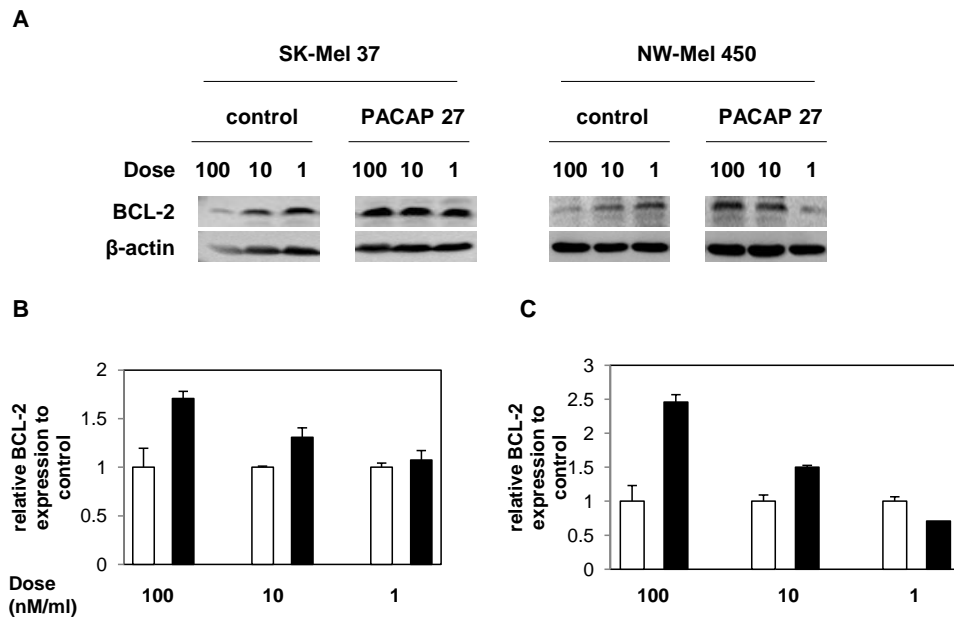 A
SK-Mel 37 NW-Mel 450
control PACAP 27 control PACAP 27
Dose 100 10 1 100 10 1 100 10 1 100 10 1
BCL-2
β-actin
B
C
relative BCL-2
expression to
control
2
1.5
1
0.5
0
Dose
(nM/ml)
100 10 1
relative BCL-2
expression to
control
3
2.5
2
1.5
1
0.5
0
100 10 1